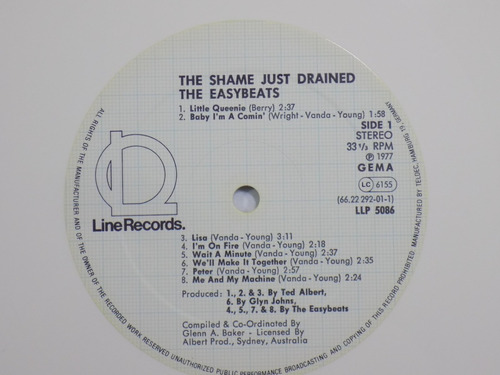 THE SHAME JUST DRAINED
THE EASYBEATS
1. Little Queenie (Berry) 2:37
2. Baby I'm A Comin' (Wright-Vanda-Young) 1:58
SIDE 1
STEREO
33 1/3 RPM
Ⓟ 1977
GEMA
LC 6155
(66.22 292-01-1)
LLP 5086
LineRecords.
3. Lisa (Vanda-Young) 3:11
4. I'm On Fire (Vanda-Young) 2:18
5. Wait A Minute (Vanda-Young) 2:37
6. We'll Make It Together (Vanda-Young) 2:35
7. Peter (Vanda-Young) 2:57
8. Me And My Machine (Vanda-Young) 2:24
Produced: 1., 2. & 3. By Ted Albert,
6. By Glyn Johns,
4., 5., 7. & 8. By The Easybeats
Compiled & Co-Ordinated By
Glenn A. Baker - Licensed By
Albert Prod., Sydney, Australia
ALL RIGHTS OF THE MANUFACTURER AND OF THE OWNER OF THE RECORDED WORK RESERVED UNAUTHORIZED PUBLIC PERFORMANCE BROADCASTING AND COPYING OF THIS RECORD PROHIBITED. MANUFACTURED BY TELDEC, HAMBURG 19, GERMANY